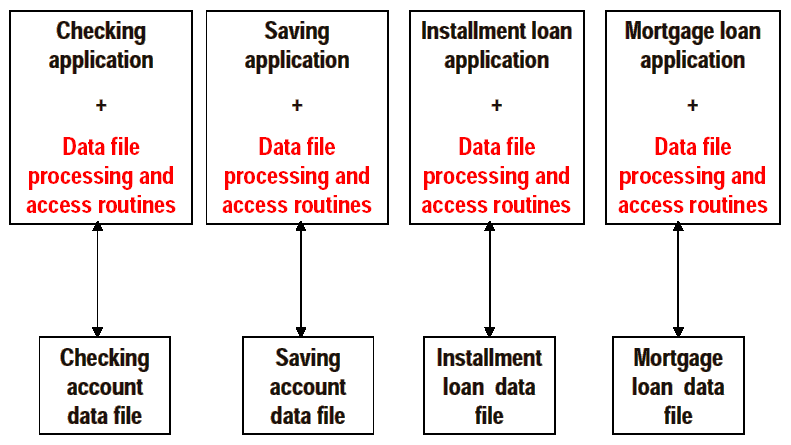 Checking
application
+
Data file
processing and
access routines
Saving
application
+
Data file
processing and
access routines
Installment loan
application
+
Data file
processing and
access routines
Mortgage loan
application
+
Data file
processing and
access routines
Checking
account
data file
Saving
account
data file
Installment
loan data
file
Mortgage
loan data
file